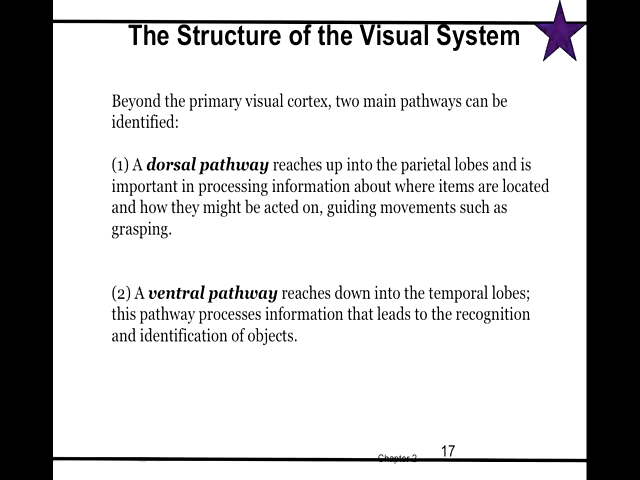 The Structure of the Visual System
Beyond the primary visual cortex, two main pathways can be
identified:
(1) A dorsal pathway reaches up into the parietal lobes and is
important in processing information about where items are located
and how they might be acted on, guiding movements such as
grasping.
(2) A ventral pathway reaches down into the temporal lobes;
this pathway processes information that leads to the recognition
and identification of objects.
Chapter 2
17